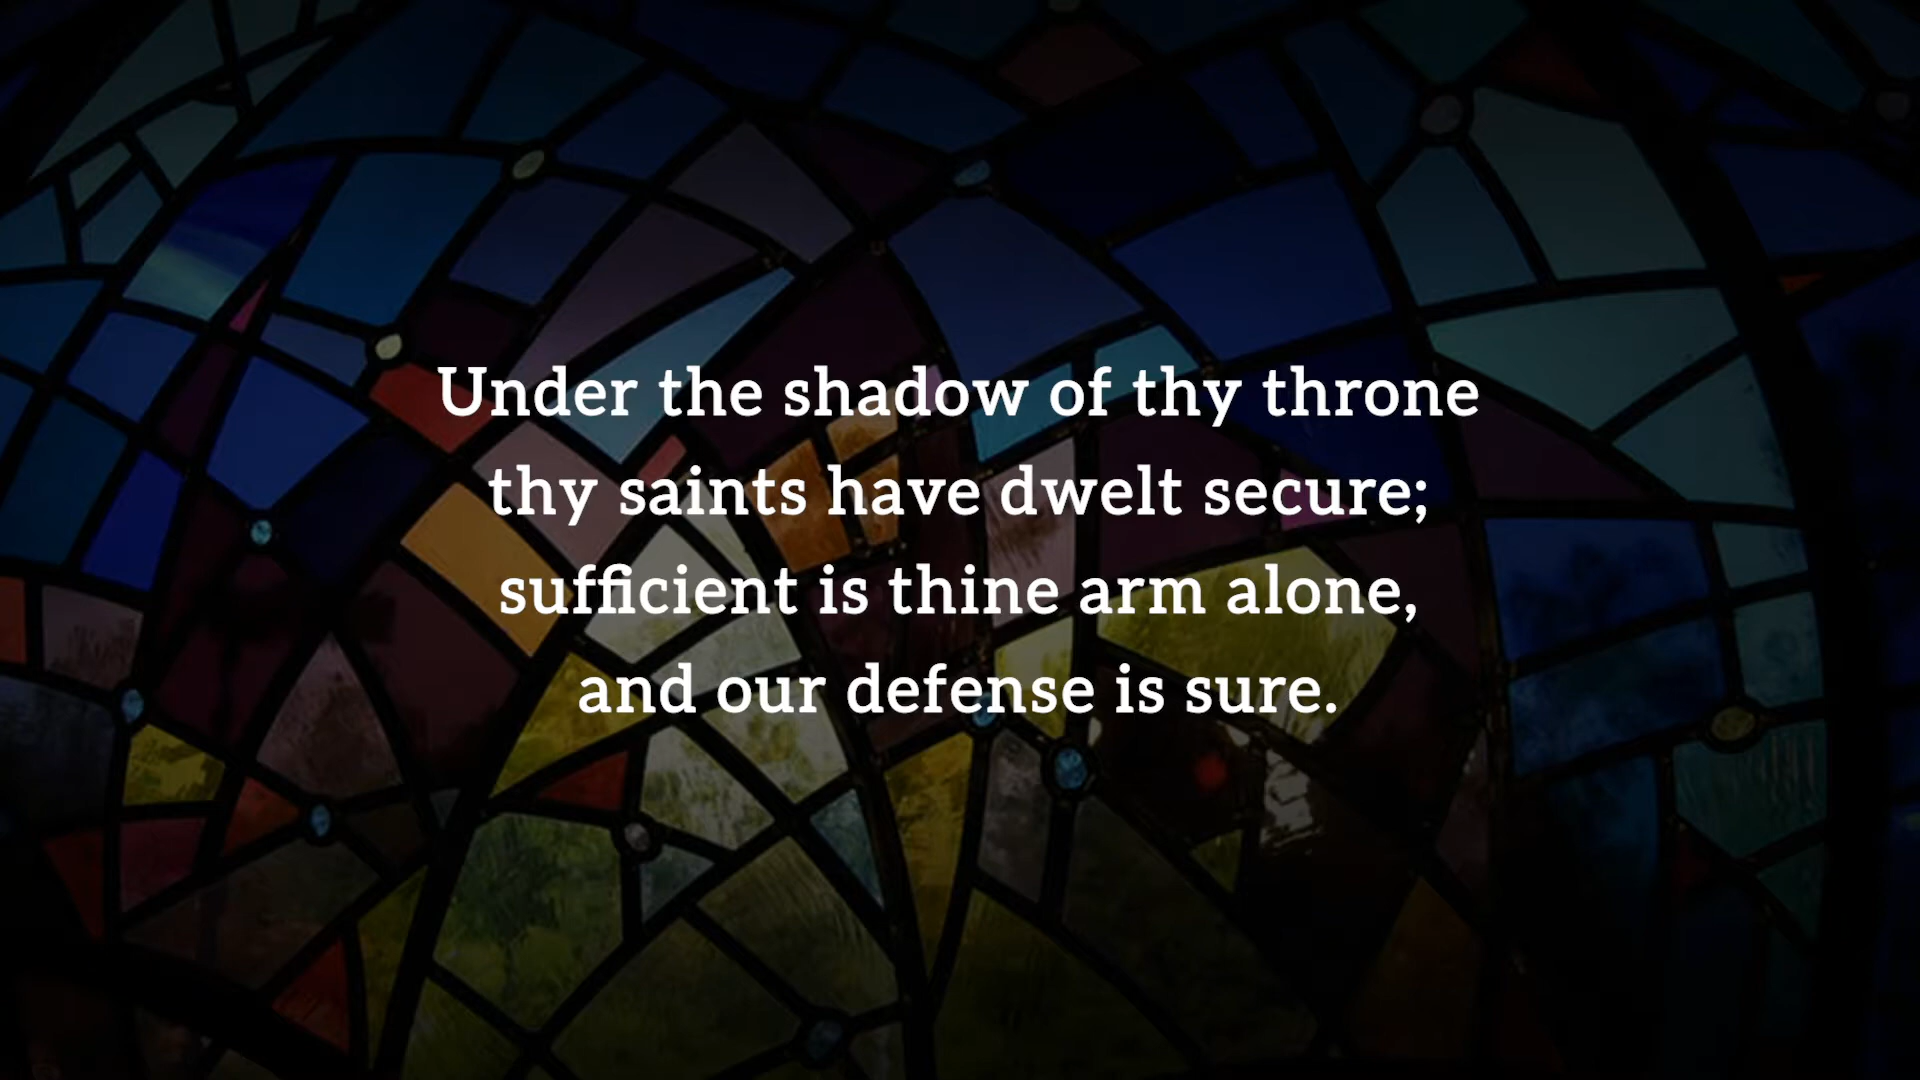 Under the shadow of thy throne
thy saints have dwelt secure;
sufficient is thine arm alone,
and our defense is sure.